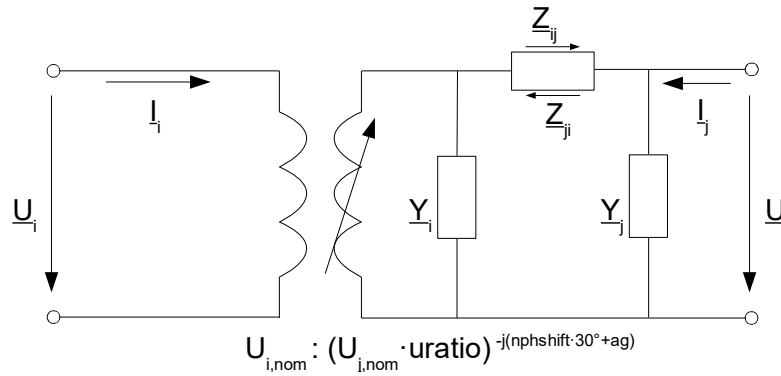 Z_ij
I_i
Z_ji
I_j
U_i
Y_i
Y_j
U
U_i,nom : (U_j,nom · uratio)^-j(nphshift·30°+ag)